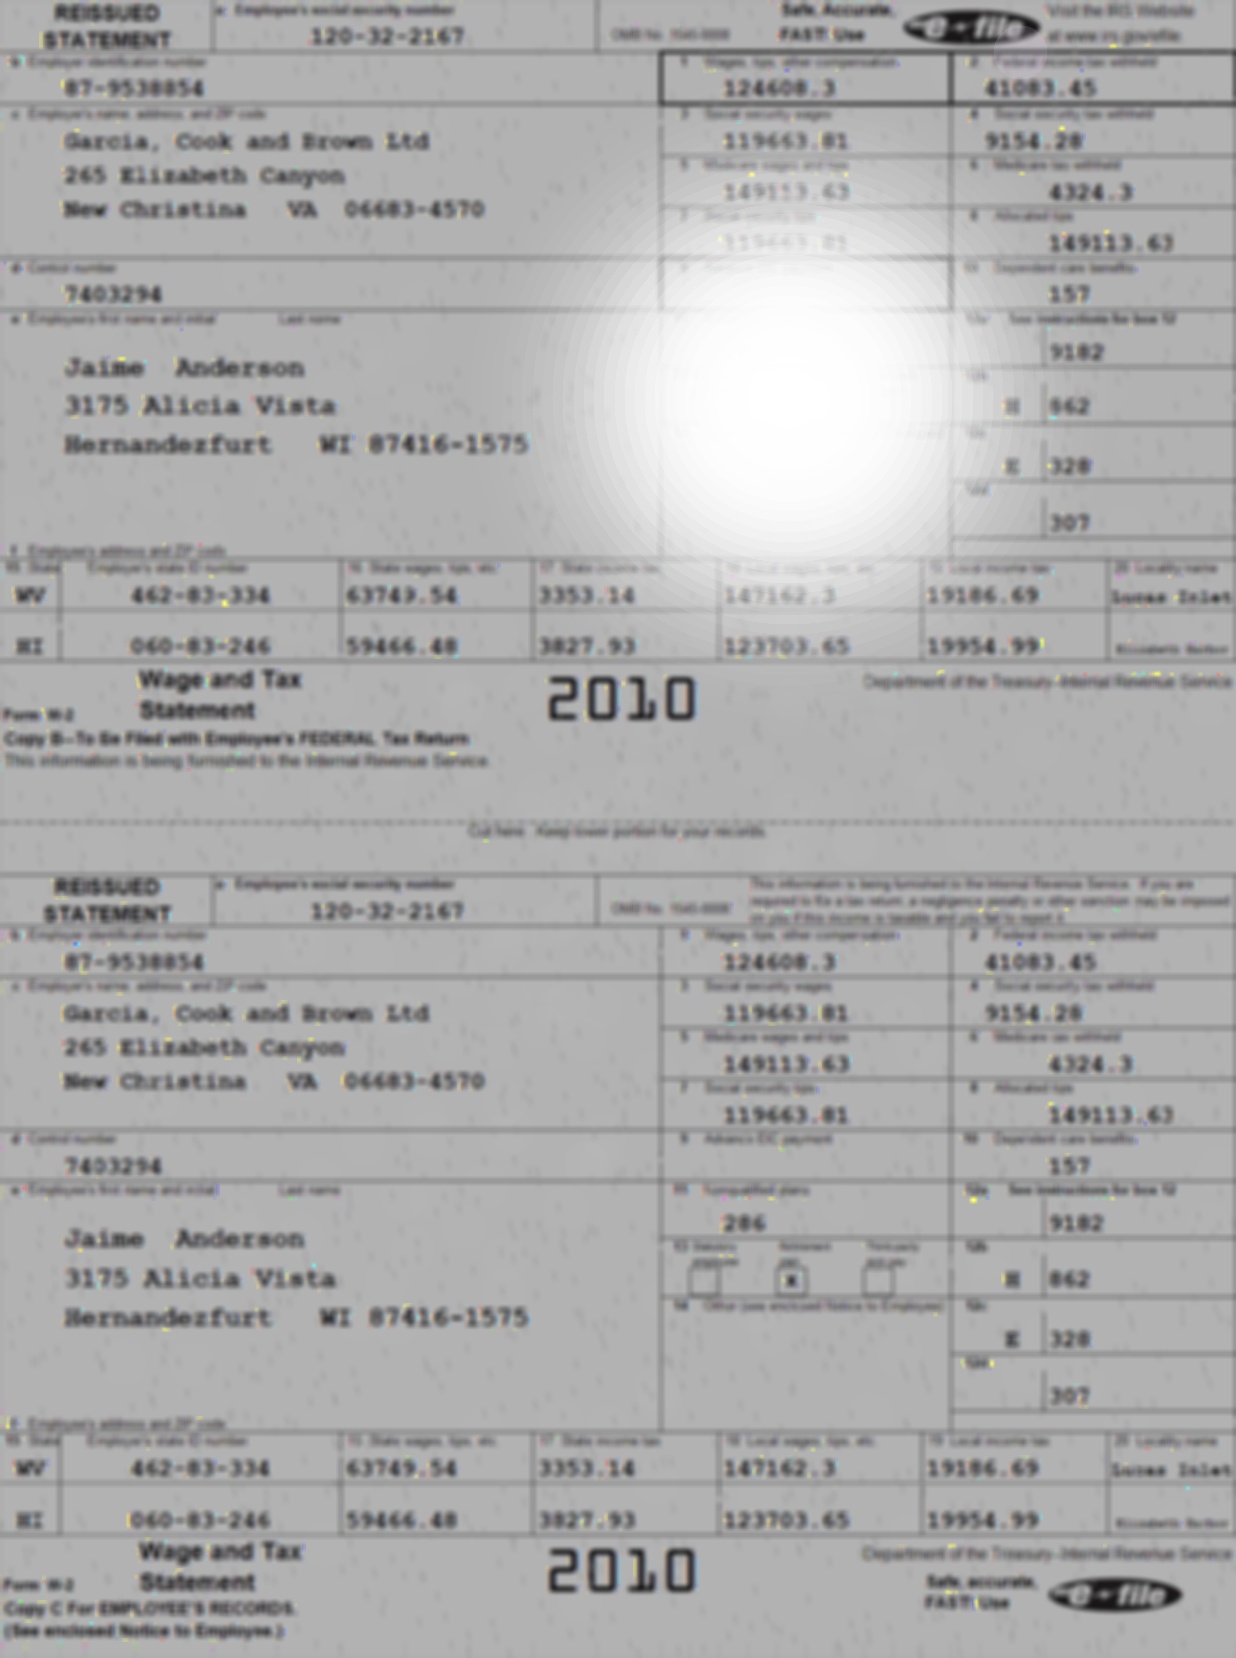 REISSUED STATEMENT
a Employee's social security number
120-32-2167
OMB No. 1545-0008
Safe, Accurate, FAST! Use
e-file
Visit the IRS Website at www.irs.gov/efile.
b Employer identification number
87-9538854
1 Wages, tips, other compensation
124608.3
2 Federal income tax withheld
41083.45
c Employer's name, address, and ZIP code
Garcia, Cook and Brown Ltd
265 Elizabeth Canyon
New Christina VA 06683-4570
3 Social security wages
119663.81
4 Social security tax withheld
9154.28
5 Medicare wages and tips
149113.63
6 Medicare tax withheld
4324.3
7 Social security tips
119663.81
8 Allocated tips
149113.63
d Control number
7403294
Dependent care benefits
157
e Employee's first name and initial Last name
Jaime Anderson
3175 Alicia Vista
Hernandezfurt WI 87416-1575
See instructions for box 12
9182
H 862
E 328
307
f Employee's address and ZIP code
15 State Employer's state ID number 16 State wages, tips, etc. 17 State income tax 18 Local wages, tips, etc. 19 Local income tax 20 Locality name
WV 462-83-334 63749.54 3353.14 147162.3 19186.69 Lucas Inlet
HI 060-83-246 59466.48 3827.93 123703.65 19954.99
Wage and Tax Statement
Form W-2
2010
Department of the Treasury-Internal Revenue Service
Copy B--To Be Filed with Employee's FEDERAL Tax Return
This information is being furnished to the Internal Revenue Service.
Cut here. Keep lower portion for your records.
REISSUED STATEMENT
a Employee's social security number
120-32-2167
OMB No. 1545-0008
This information is being furnished to the Internal Revenue Service. If you are
required to file a tax return, a negligence penalty or other sanction may be imposed
on you if this income is taxable and you fail to report it.
b Employer identification number
87-9538854
1 Wages, tips, other compensation
124608.3
2 Federal income tax withheld
41083.45
c Employer's name, address, and ZIP code
Garcia, Cook and Brown Ltd
265 Elizabeth Canyon
New Christina VA 06683-4570
3 Social security wages
119663.81
4 Social security tax withheld
9154.28
5 Medicare wages and tips
149113.63
6 Medicare tax withheld
4324.3
7 Social security tips
119663.81
8 Allocated tips
149113.63
d Control number
7403294
9 Advance EIC payment
10 Dependent care benefits
157
e Employee's first name and initial Last name
Jaime Anderson
3175 Alicia Vista
Hernandezfurt WI 87416-1575
11 Nonqualified plans
286
12a See instructions for box 12
9182
13 Statutory employee Retirement plan Third-party sick pay
X
12b
H 862
14 Other (see enclosed Notice to Employee)
12c
E 328
12d
307
f Employee's address and ZIP code
15 State Employer's state ID number State wages, tips, etc. 17 State income tax 18 Local wages, tips, etc. 19 Local income tax 20 Locality name
WV 462-83-334 63749.54 3353.14 147162.3 19186.69 Lucas Inlet
HI 060-83-246 59466.48 3827.93 123703.65 19954.99
Wage and Tax Statement
Form W-2
2010
Department of the Treasury-Internal Revenue Service
Safe, accurate, FAST! Use
e-file
Copy C For EMPLOYEE'S RECORDS.
(See enclosed Notice to Employee.)